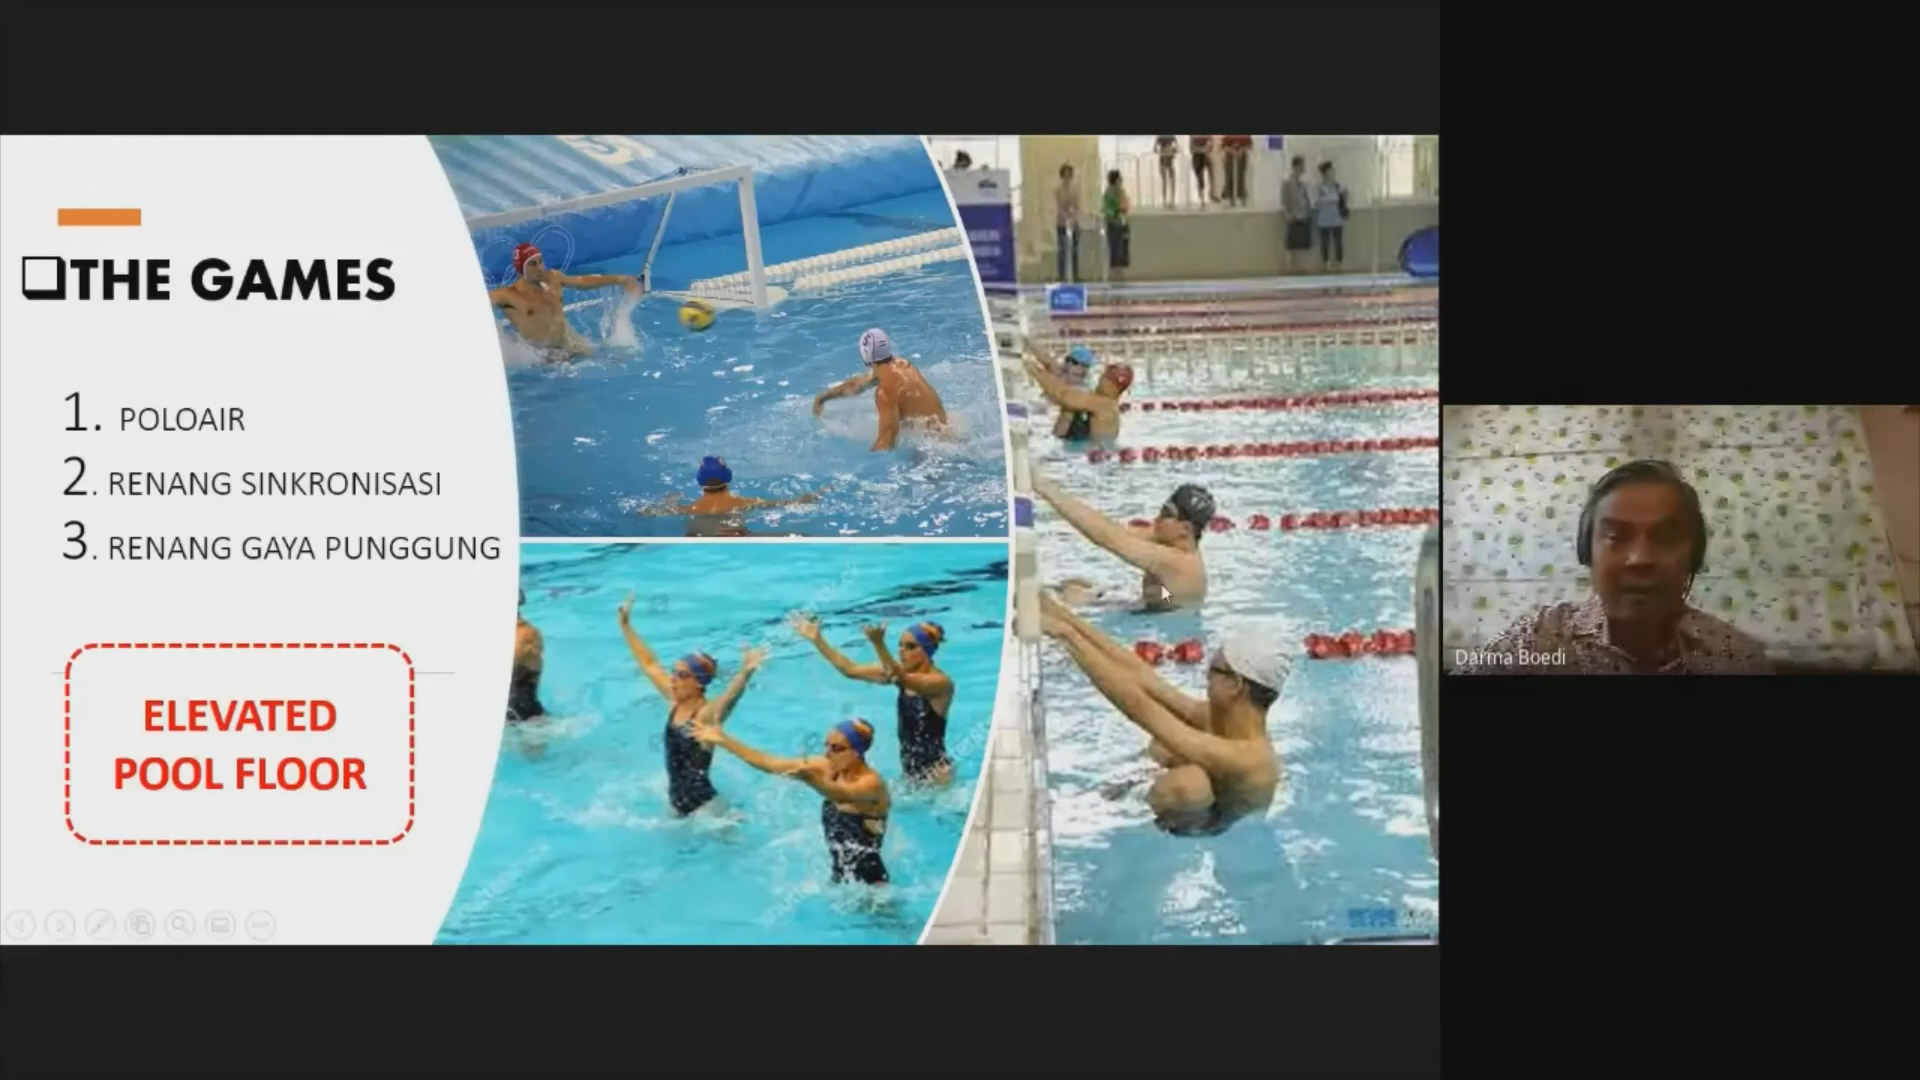 ❑THE GAMES
1. POLOAIR
2. RENANG SINKRONISASI
3. RENANG GAYA PUNGGUNG
ELEVATED
POOL FLOOR
Darma Boedi